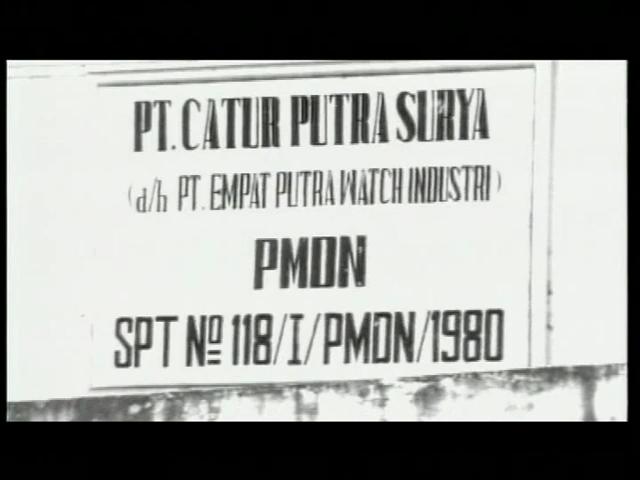 PT. CATUR PUTRA SURYA
(d/h PT. EMPAT PUTRA WATCH INDUSTRI)
PMDN
SPT Nº 118/I/PMDN/1980